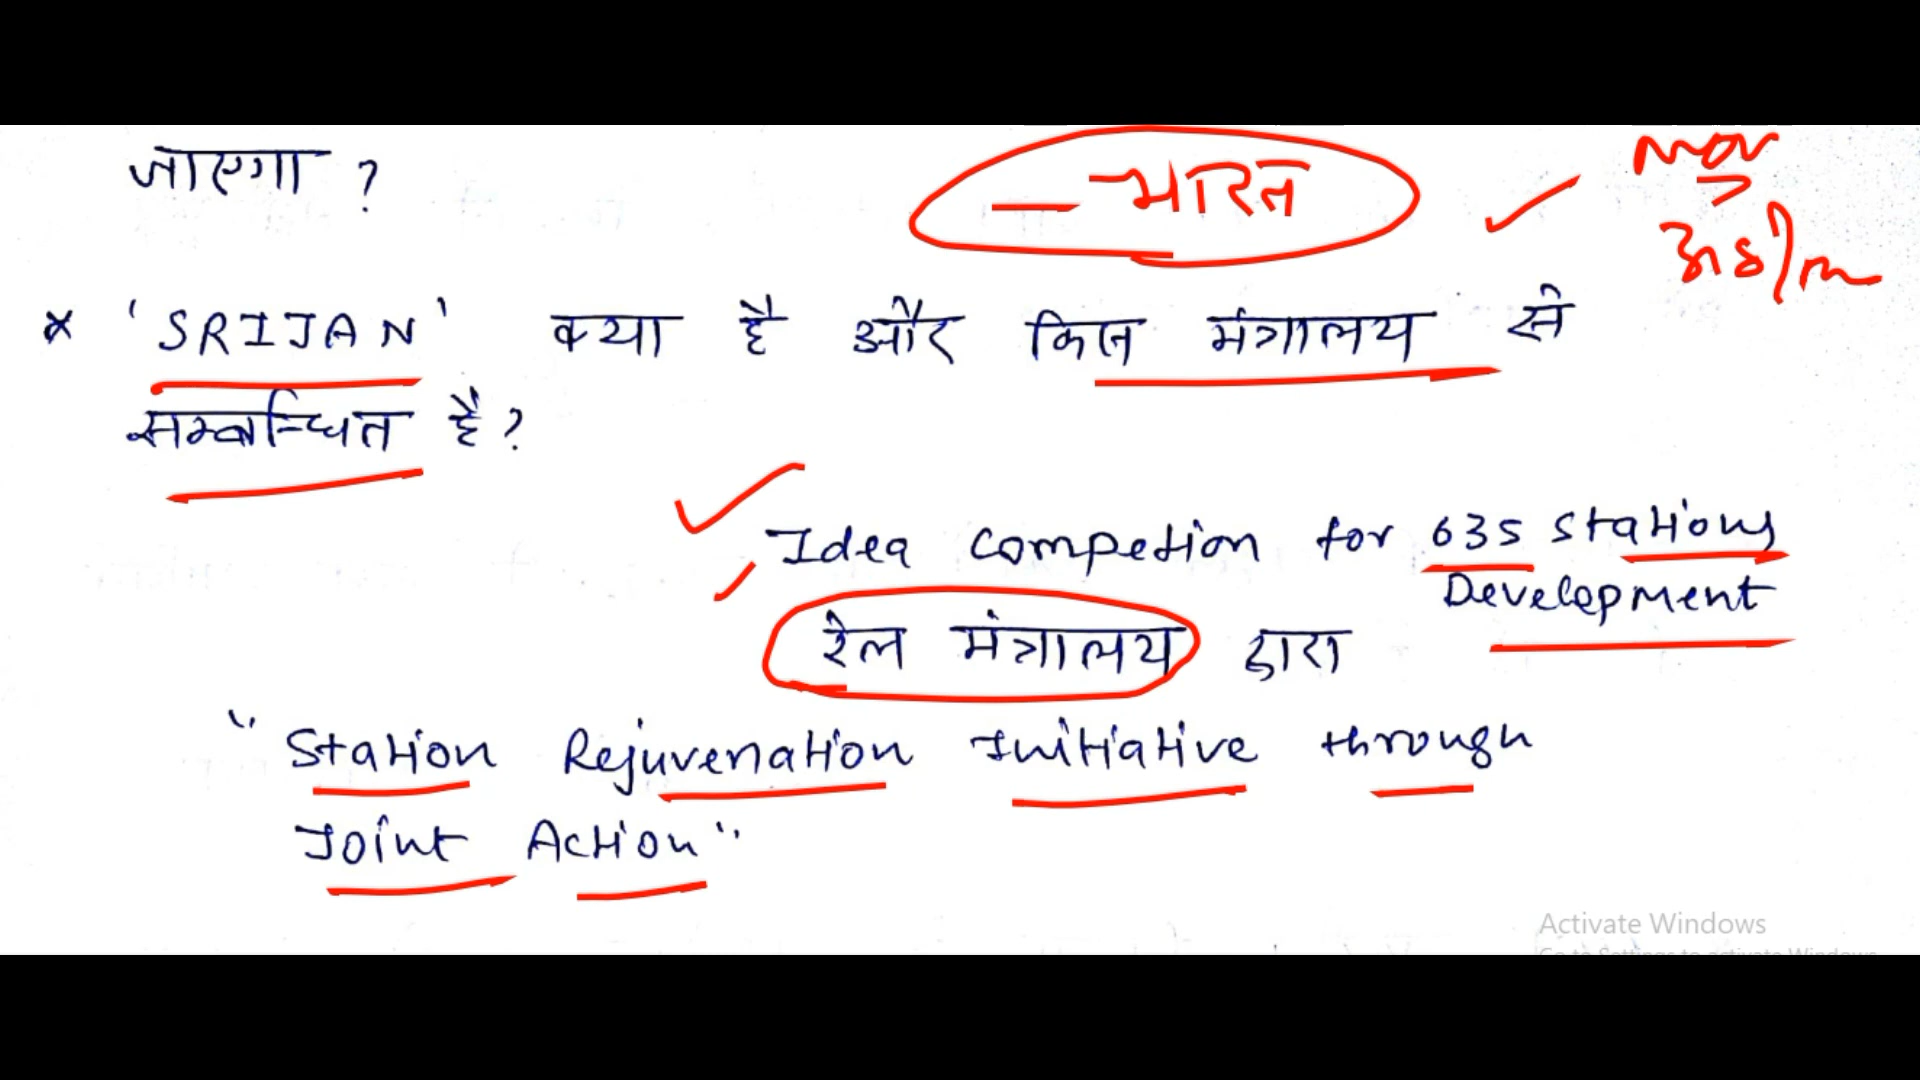 जाएगा ?
— भारत
Nov
* 'SRIJAN' क्या है और किस मंत्रालय से
सम्बन्धित है?
Idea Competion for 635 Stations
Development
रेल मंत्रालय द्वारा
"Station Rejuvenation Initiative through
Joint Action"
Activate Windows